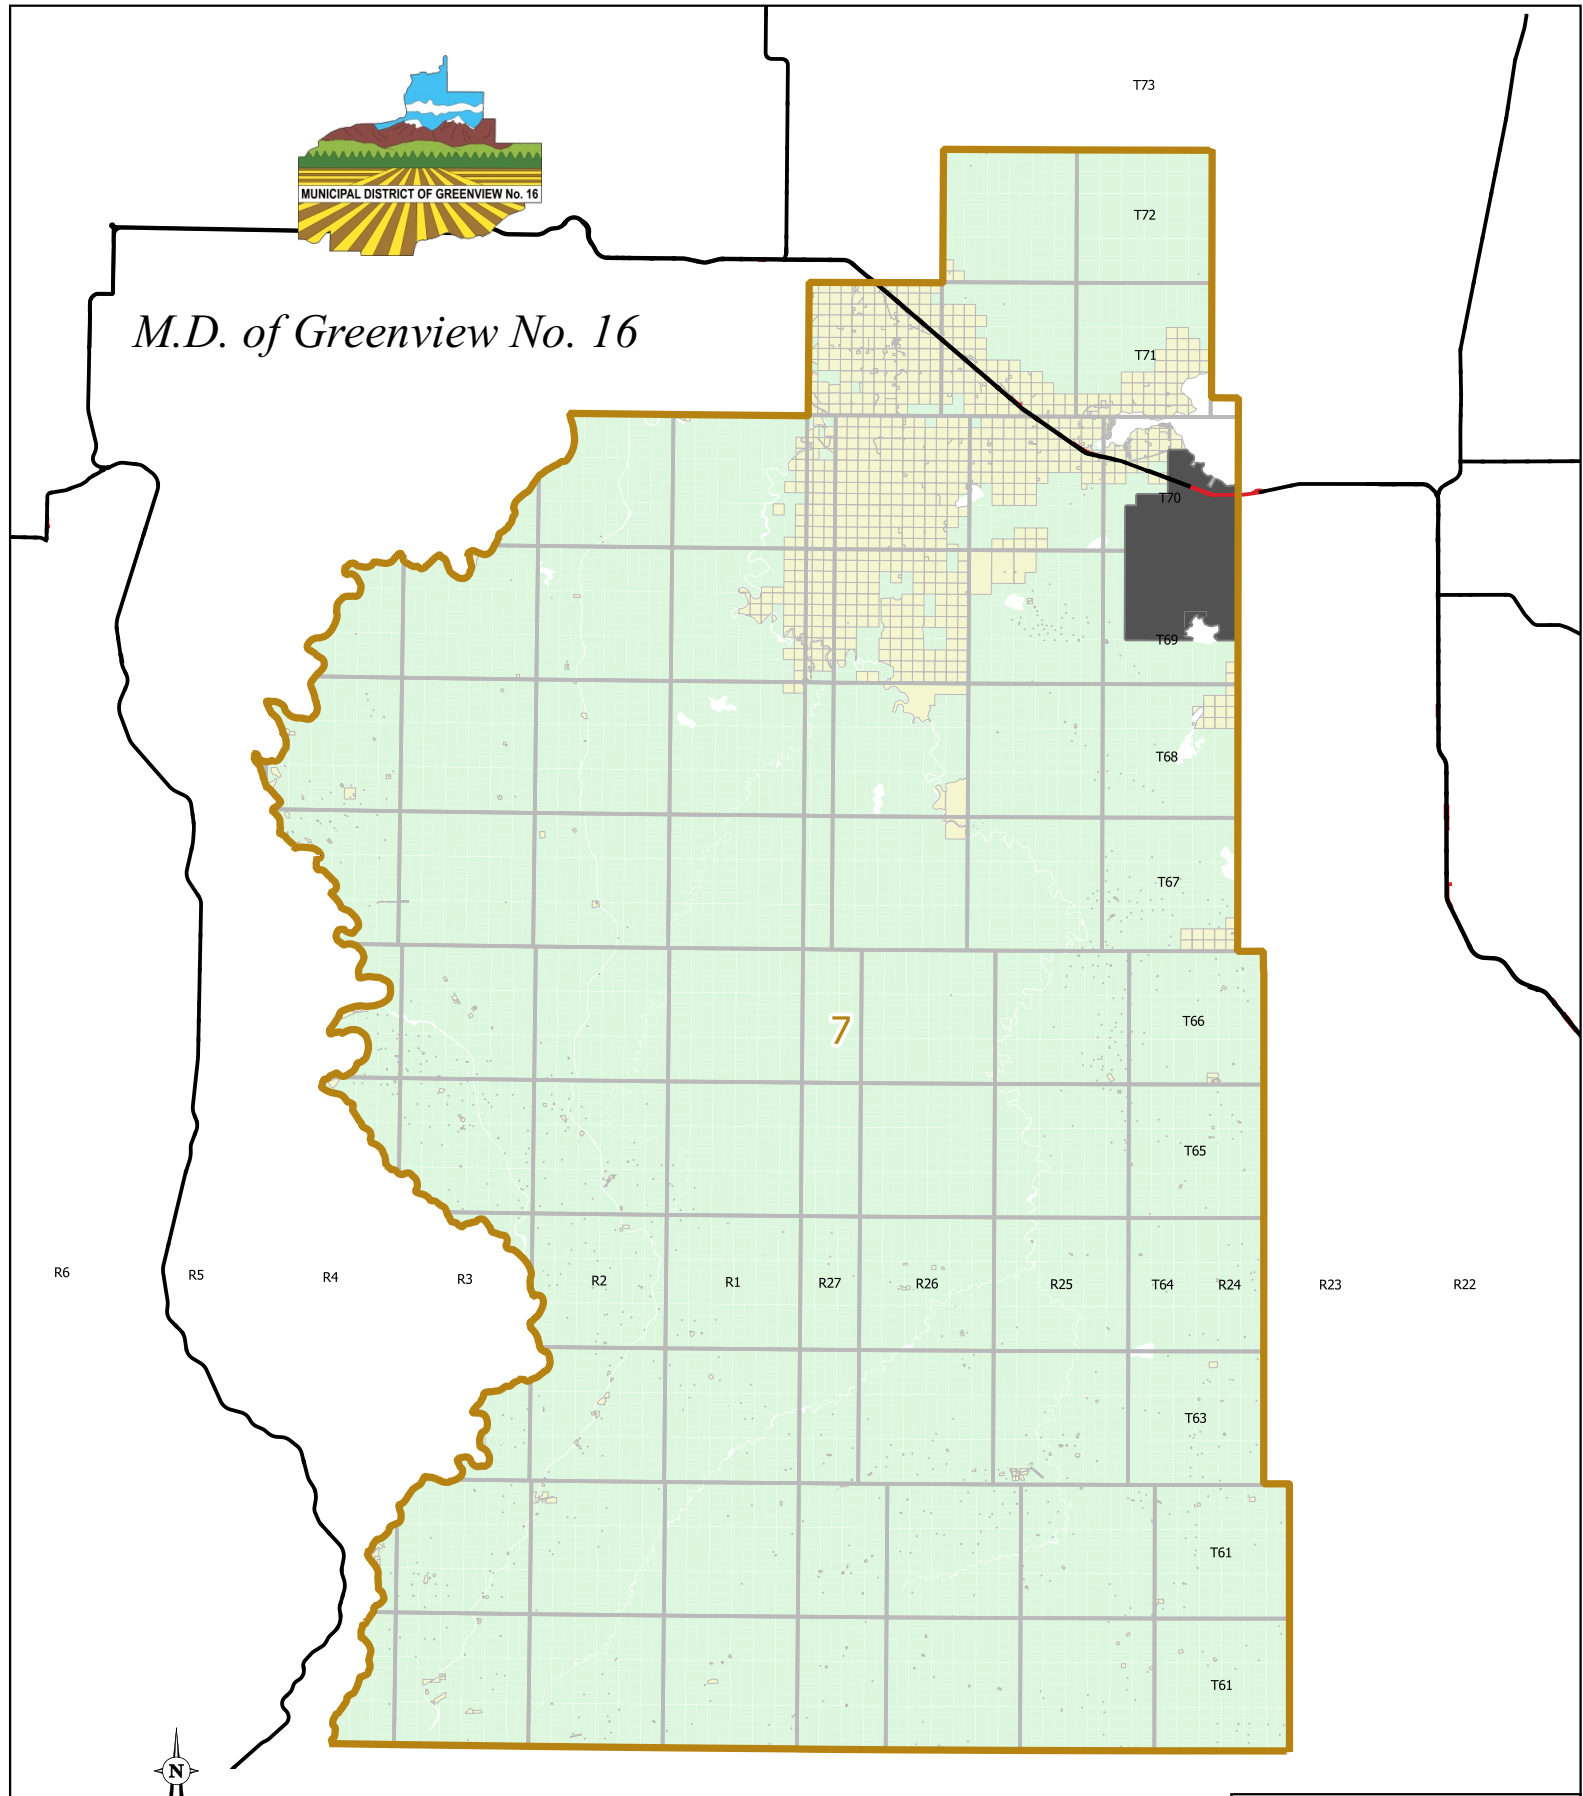 T73
MUNICIPAL DISTRICT OF GREENVIEW No. 16
T72
M.D. of Greenview No. 16
T71
T70
T69
T68
T67
T66
7
T65
R6
R5
R4
R3
R2
R1
R27
R26
R25
T64
R24
R23
R22
T63
T61
T61
N